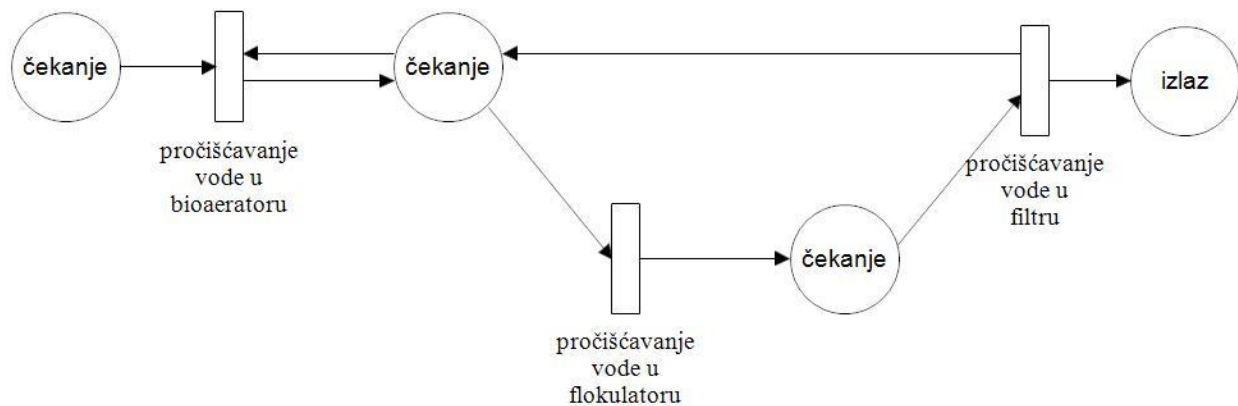 čekanje
čekanje
izlaz
pročišćavanje
vode u
bioaeratoru
pročišćavanje
vode u
filtru
čekanje
pročišćavanje
vode u
flokulatoru